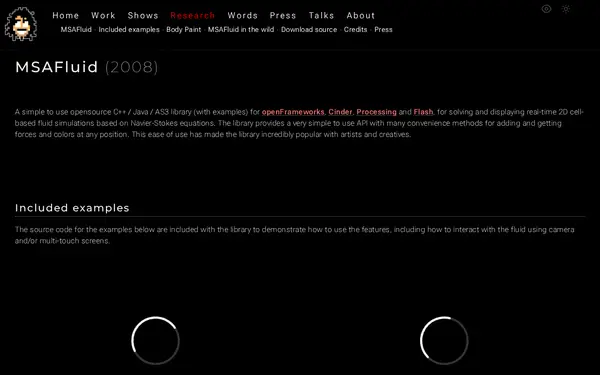 Home Work Shows Research Words Press Talks About
MSAFluid · Included examples · Body Paint · MSAFluid in the wild · Download source · Credits · Press
MSAFluid (2008)
A simple to use opensource C++ / Java / AS3 library (with examples) for openFrameworks, Cinder, Processing and Flash, for solving and displaying real-time 2D cell-
based fluid simulations based on Navier-Stokes equations. The library provides a very simple to use API with many convenience methods for adding and getting
forces and colors at any position. This ease of use has made the library incredibly popular with artists and creatives.
Included examples
The source code for the examples below are included with the library to demonstrate how to use the features, including how to interact with the fluid using camera
and/or multi-touch screens.